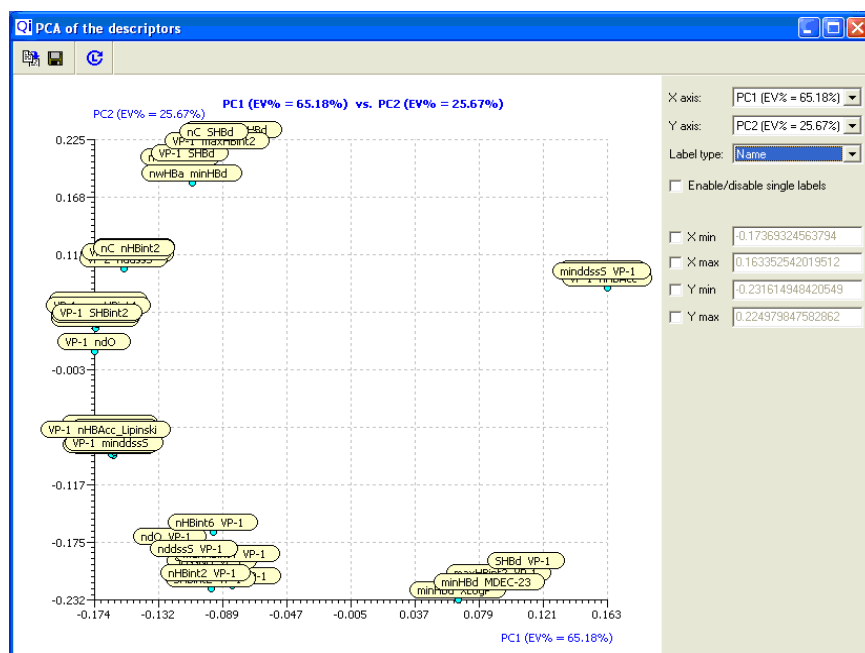 PCA of the descriptors
PC1 (EV% = 65.18%) vs. PC2 (EV% = 25.67%)
PC2 (EV% = 25.67%)
X axis: PC1 (EV% = 65.18%)
Y axis: PC2 (EV% = 25.67%)
Label type: Name
Enable/disable single labels
X min -0.17369324563794
X max 0.163352542019512
Y min -0.231614948420549
Y max 0.224979847582862
0.225
0.168
0.111
-0.003
-0.117
-0.175
-0.232
nC SHBd
VP-1 maxHBint2
VP-1 SHBd
nwHBa minHBd
nC nHBint2
minddssS VP-1
VP-1 SHBint2
VP-1 ndO
VP-1 nHBAcc_Lipinski
VP-1 minddssS
nHBint6 VP-1
ndO VP-1
nddssS VP-1
nHBint2 VP-1
SHBd VP-1
maxHBint2 VP-1
minHBd MDEC-23
minHBd XLogP
-0.174 -0.132 -0.089 -0.047 -0.005 0.037 0.079 0.121 0.163
PC1 (EV% = 65.18%)